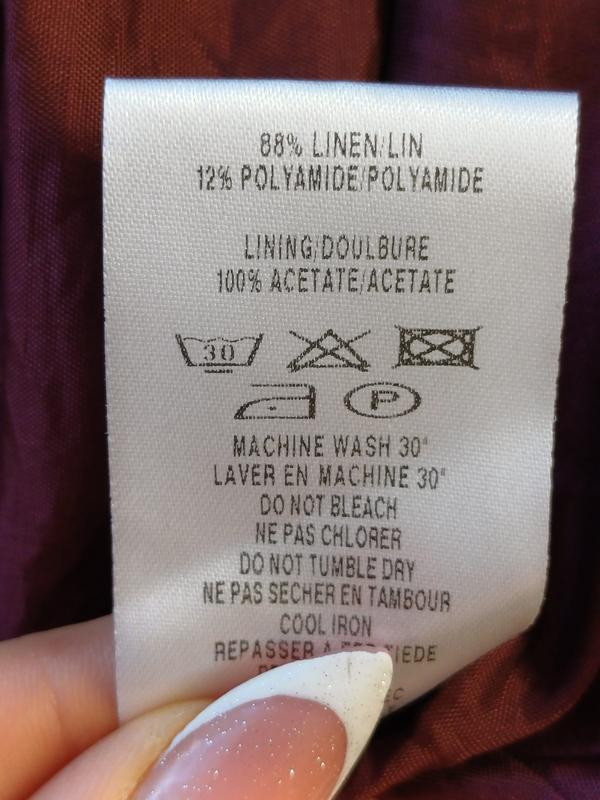 88% LINEN/LIN
12% POLYAMIDE/POLYAMIDE
LINING/DOULBURE
100% ACETATE/ACETATE
30
P
MACHINE WASH 30°
LAVER EN MACHINE 30°
DO NOT BLEACH
NE PAS CHLORER
DO NOT TUMBLE DRY
NE PAS SECHER EN TAMBOUR
COOL IRON
REPASSER A